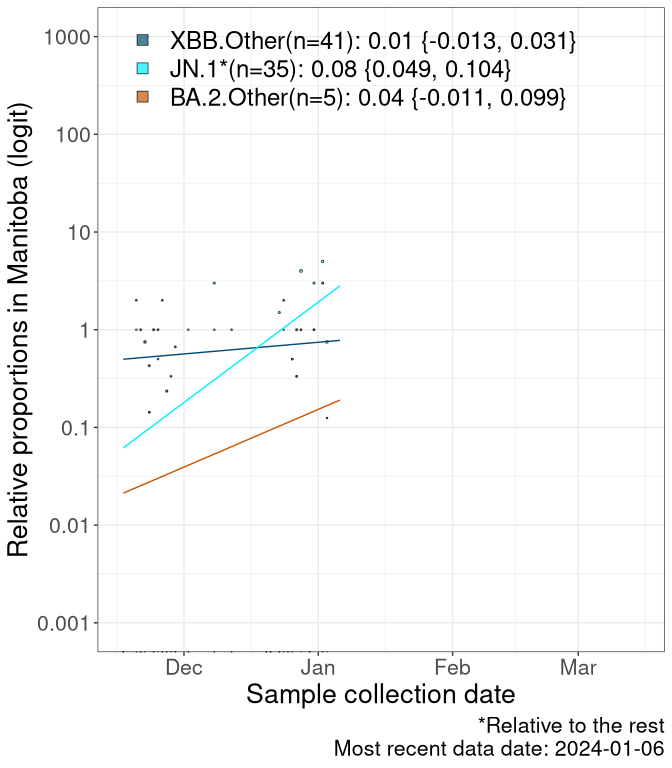 XBB.Other(n=41): 0.01 {-0.013, 0.031}
JN.1*(n=35): 0.08 {0.049, 0.104}
BA.2.Other(n=5): 0.04 {-0.011, 0.099}
Relative proportions in Manitoba (logit)
1000
100
10
1
0.1
0.01
0.001
Dec Jan Feb Mar
Sample collection date
*Relative to the rest
Most recent data date: 2024-01-06